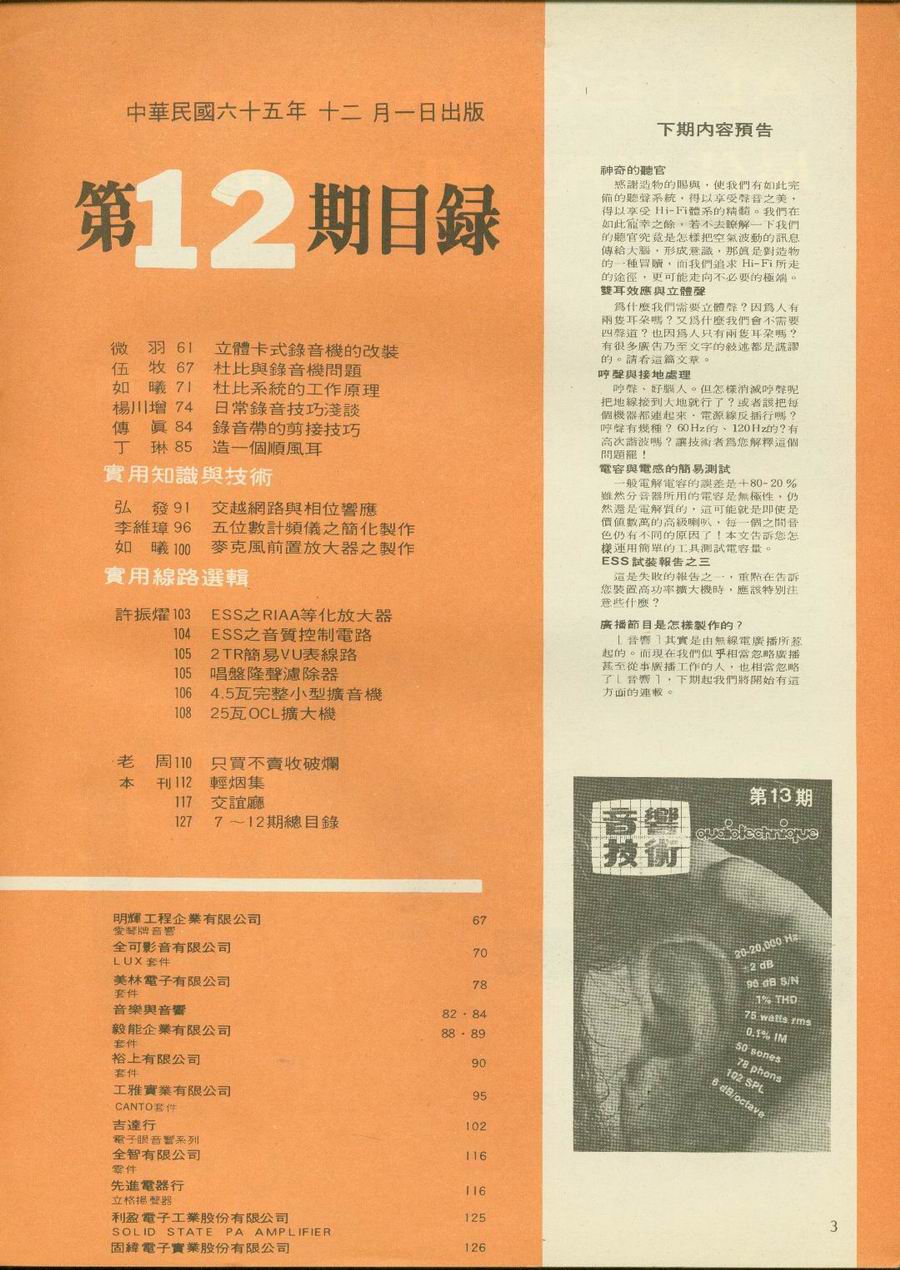 中華民國六十五年 十二 月一日出版
第12期目錄
微 羽 61 立體卡式錄音機的改裝
伍 牧 67 杜比與錄音機問題
如 曦 71 杜比系統的工作原理
楊川增 74 日常錄音技巧淺談
傳 眞 84 錄音帶的剪接技巧
丁 琳 85 造一個順風耳
實用知識與技術
弘 發 91 交越網路與相位響應
李維璋 96 五位數計頻儀之簡化製作
如 曦 100 麥克風前置放大器之製作
實用線路選輯
許振燿 103 ESS之RIAA等化放大器
104 ESS之音質控制電路
105 2TR簡易VU表線路
105 唱盤隆聲濾除器
106 4.5瓦完整小型擴音機
108 25瓦OCL擴大機
老 周 110 只買不賣收破爛
本 刊 112 輕烟集
117 交誼廳
127 7～12期總目錄
明輝工程企業有限公司 67
愛琴牌音響
全可影音有限公司 70
LUX套件
美林電子有限公司 78
套件
音樂與音響 82・84
毅能企業有限公司 88・89
套件
裕上有限公司 90
套件
工雅實業有限公司 95
CANTO套件
吉達行 102
電子眼音響系列
全智有限公司 116
零件
先進電器行 116
立格揚聲器
利盈電子工業股份有限公司 125
SOLID STATE PA AMPLIFIER
固緯電子實業股份有限公司 126
下期內容預告
神奇的聽官
感謝造物的賜與，使我們有如此完
備的聽聲系統，得以享受聲音之美，
得以享受 Hi-Fi體系的精髓。我們在
如此寵幸之餘，若不去瞭解一下我們
的聽官究竟是怎樣把空氣波動的訊息
傳給大腦，形成意識，那眞是對造物
的一種冒瀆，而我們追求 Hi-Fi 所走
的途徑，更可能走向不必要的極端。
雙耳效應與立體聲
爲什麼我們需要立體聲？因爲人有
兩隻耳朶嗎？又爲什麼我們會不需要
四聲道？也因爲人只有兩隻耳朶嗎？
有很多廣告乃至文字的敍述都是謊謬
的。請看這篇文章。
哼聲與接地處理
哼聲、好惱人。但怎樣消滅哼聲呢
把地線接到大地就行了？或者該把每
個機器都連起來，電源線反插行嗎？
哼聲有幾種？60Hz的、120Hz的？有
高次諧波嗎？讓技術者爲您解釋這個
問題罷！
電容與電感的簡易測試
一般電解電容的誤差是＋80-20％
雖然分音器所用的電容是無極性，仍
然還是電解質的，這可能就是即使是
價值數萬的高級喇叭，每一個之間音
色仍有不同的原因了！本文告訴您怎
樣運用簡單的工具測試電容量。
ESS試裝報告之三
這是失敗的報告之一，重點在告訴
您裝置高功率擴大機時，應該特別注
意些什麼？
廣播節目是怎樣製作的？
「音響」其實是由無線電廣播所惹
起的。而現在我們似乎相當忽略廣播
甚至從事廣播工作的人，也相當忽略
了「音響」，下期起我們將開始有這
方面的連載。
第13期
音響
技術
audiotechnique
20-20,000 Hz
±2 dB
90 dB S/N
1% THD
75 watts rms
0.1% IM
50 sones
78 phons
102 SPL
6 dB/octave
3